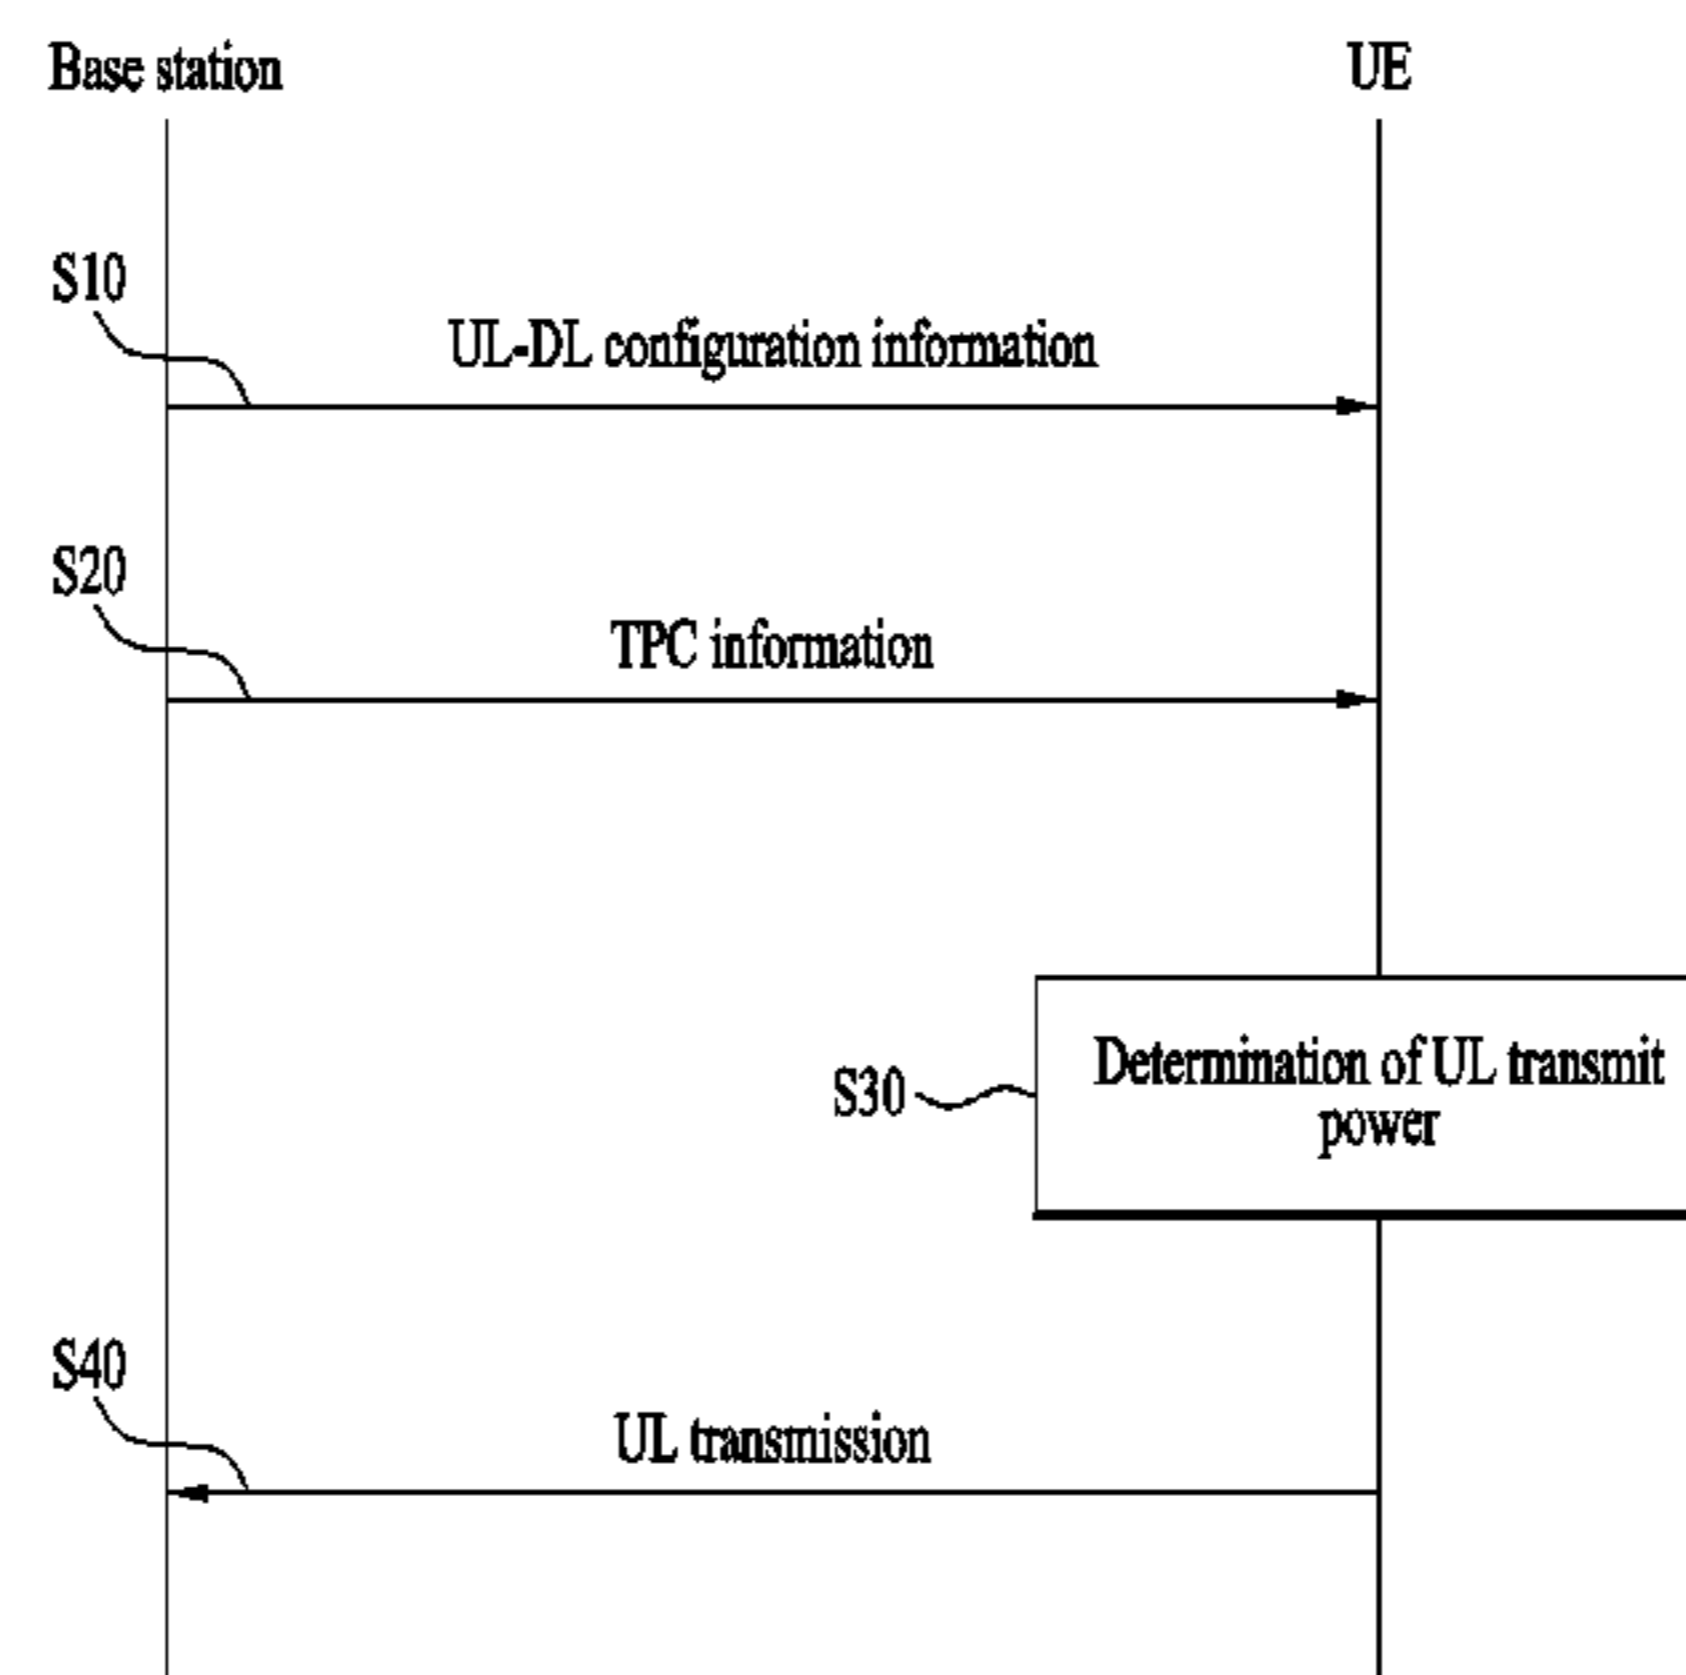 Base station
UE
S10
UL-DL configuration information
S20
TPC information
Determination of UL transmit
power
S30
S40
UL transmission